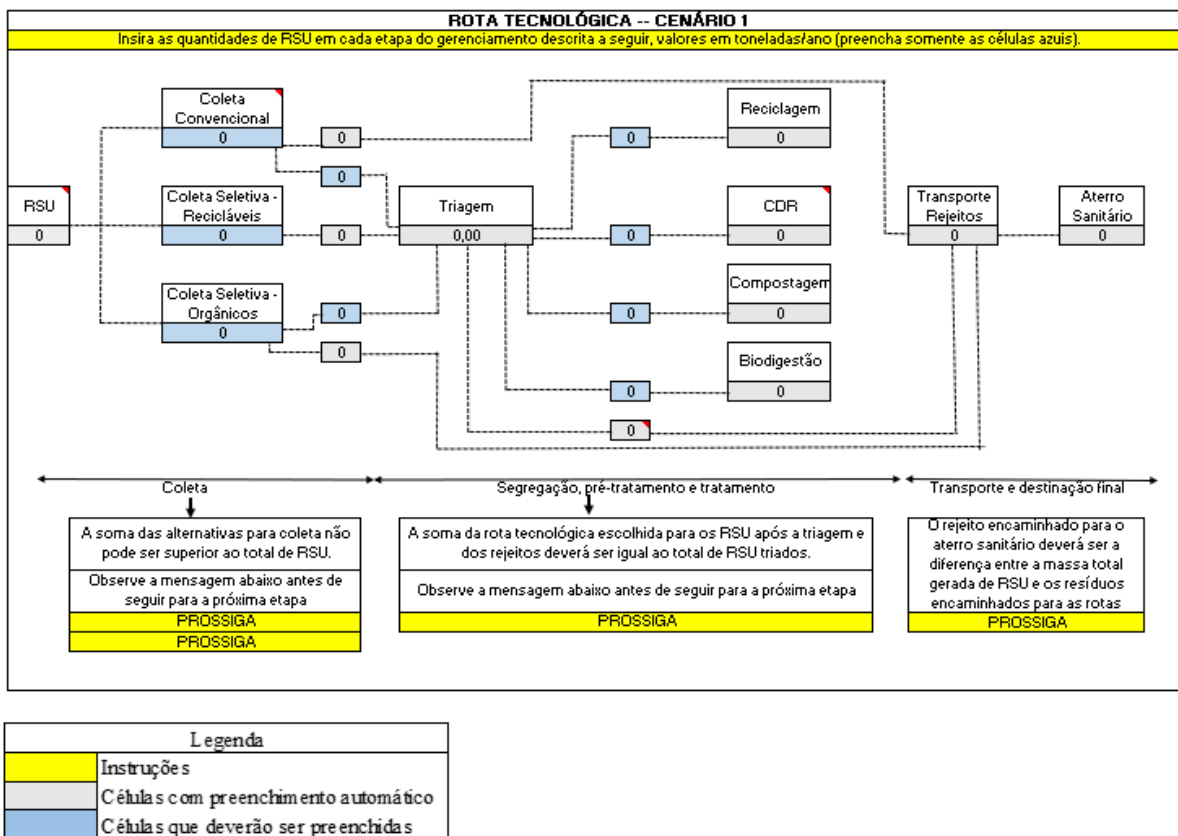 ROTA TECNOLÓGICA -- CENÁRIO 1
Insira as quantidades de RSU em cada etapa do gerenciamento descrita a seguir, valores em toneladas/ano (preencha somente as células azuis).
Coleta
Convencional
0
0
0
RSU
0
Coleta Seletiva -
Recicláveis
0
0
Coleta Seletiva -
Orgânicos
0
0
0
Triagem
0,00
0
0
0
0
0
Reciclagem
0
CDR
0
Compostagem
0
Biodigestão
0
Transporte
Rejeitos
0
Aterro
Sanitário
0
Coleta
Segregação, pré-tratamento e tratamento
Transporte e destinação final
A soma das alternativas para coleta não
pode ser superior ao total de RSU.
Observe a mensagem abaixo antes de
seguir para a próxima etapa
PROSSIGA
PROSSIGA
A soma da rota tecnológica escolhida para os RSU após a triagem e
dos rejeitos deverá ser igual ao total de RSU triados.
Observe a mensagem abaixo antes de seguir para a próxima etapa
PROSSIGA
O rejeito encaminhado para o
aterro sanitário deverá ser a
diferença entre a massa total
gerada de RSU e os resíduos
encaminhados para as rotas
PROSSIGA
Legenda
Instruções
Células com preenchimento automático
Células que deverão ser preenchidas